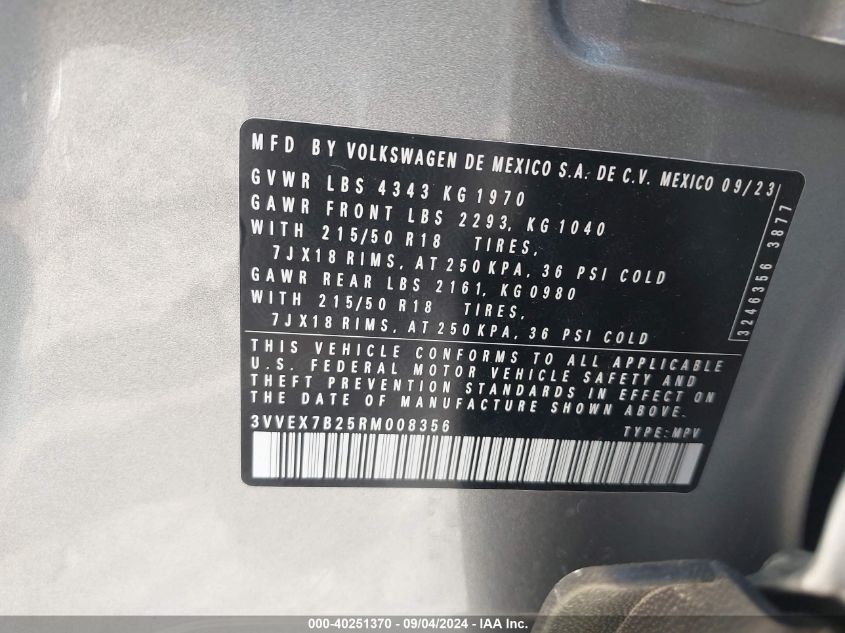 MFD BY VOLKSWAGEN DE MEXICO S.A. DE C.V. MEXICO 09/23
GVWR LBS 4343 KG 1970
GAWR FRONT LBS 2293, KG 1040
WITH 215/50 R18 TIRES,
7JX18 RIMS, AT 250 KPA, 36 PSI COLD
GAWR REAR LBS 2161, KG 0980
WITH 215/50 R18 TIRES,
7JX18 RIMS, AT 250 KPA, 36 PSI COLD
3246356 3877
THIS VEHICLE CONFORMS TO ALL APPLICABLE
U.S. FEDERAL MOTOR VEHICLE SAFETY AND
THEFT PREVENTION STANDARDS IN EFFECT ON
THE DATE OF MANUFACTURE SHOWN ABOVE.
3VVEX7B25RM008356 TYPE: MPV
000-40251370 - 09/04/2024 - IAA Inc.